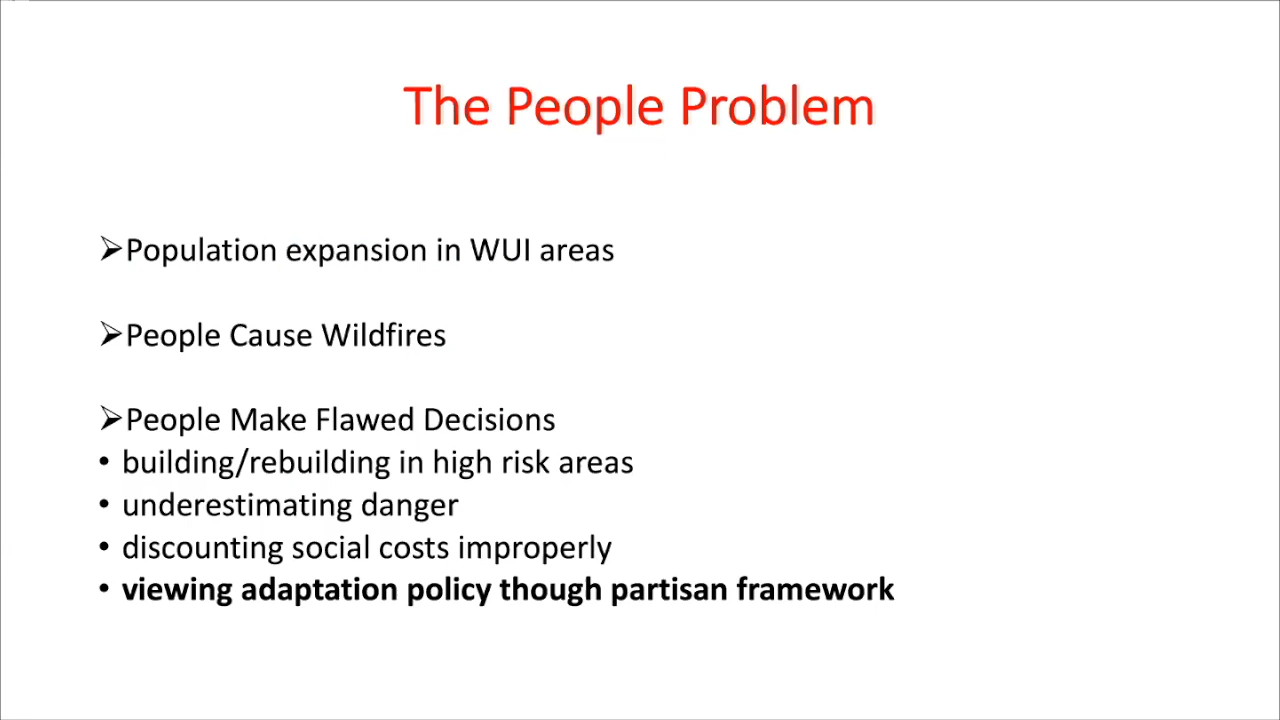 The People Problem
➢Population expansion in WUI areas
➢People Cause Wildfires
➢People Make Flawed Decisions
• building/rebuilding in high risk areas
• underestimating danger
• discounting social costs improperly
• viewing adaptation policy though partisan framework